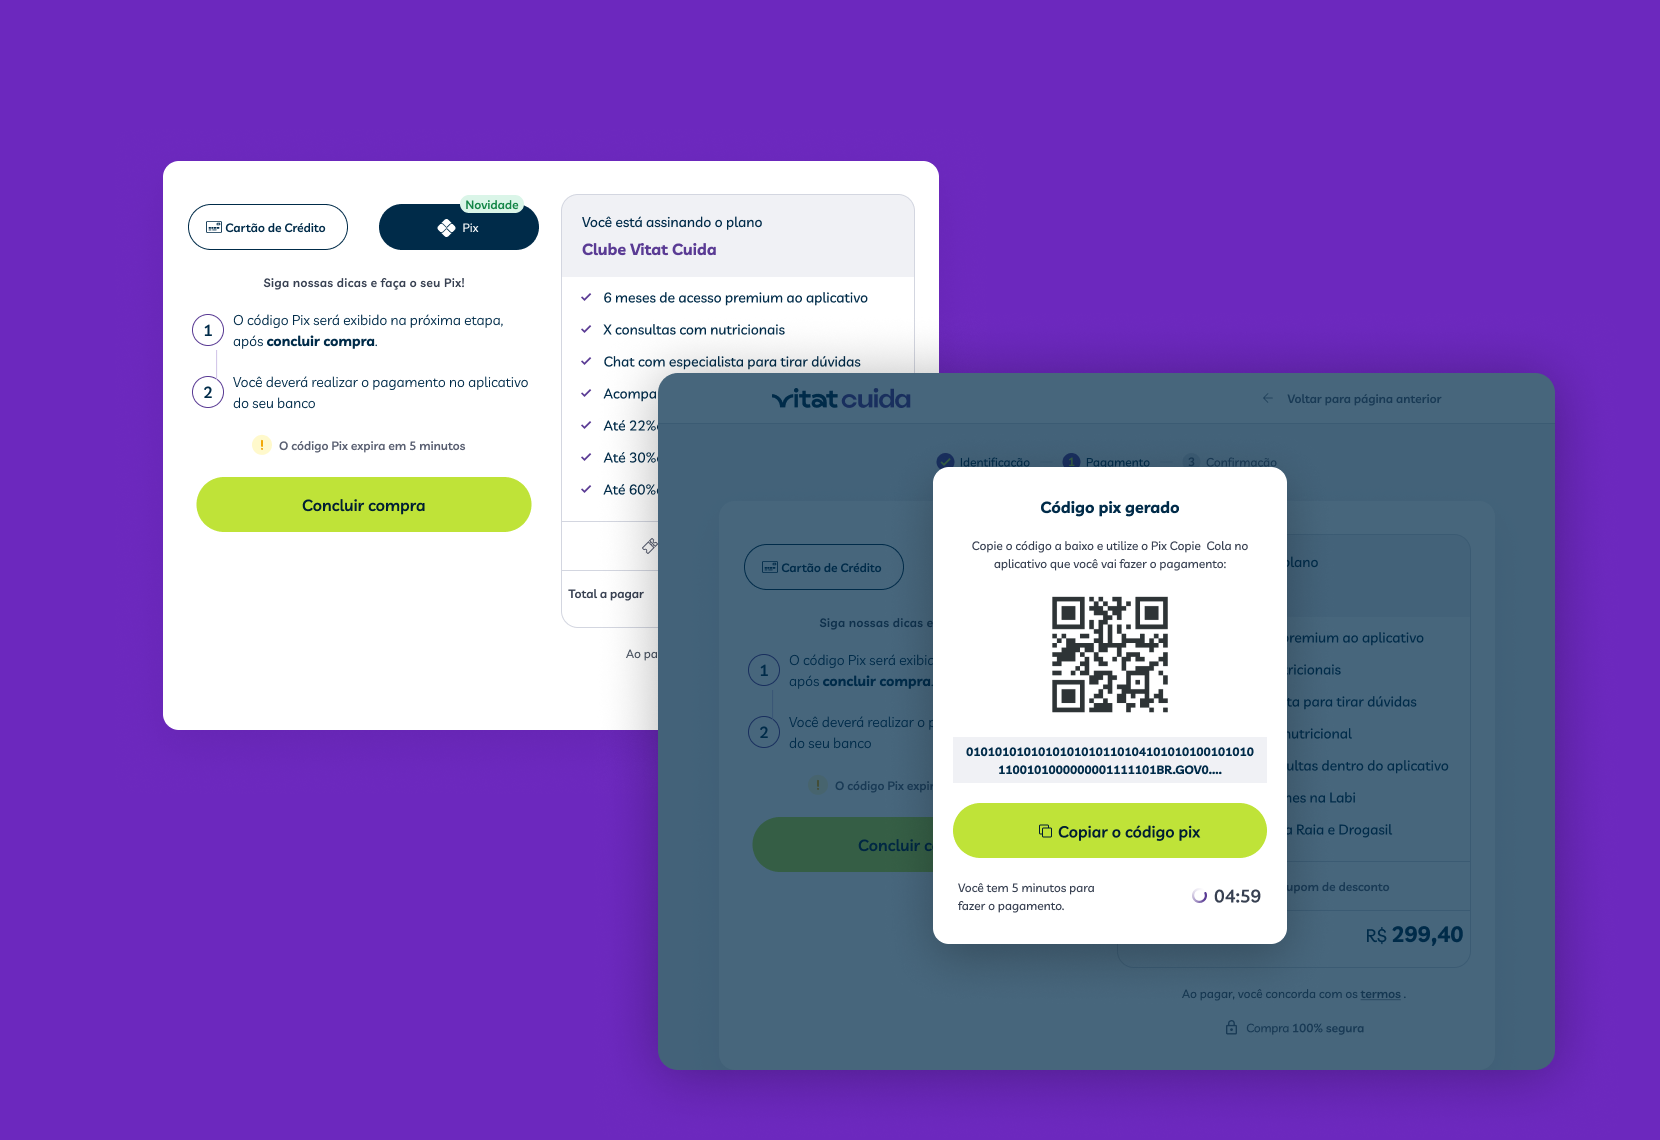 Cartão de Crédito
Novidade
Pix
Siga nossas dicas e faça o seu Pix!
1
O código Pix será exibido na próxima etapa,
após concluir compra.
2
Você deverá realizar o pagamento no aplicativo
do seu banco
! O código Pix expira em 5 minutos
Concluir compra
Você está assinando o plano
Clube Vitat Cuida
6 meses de acesso premium ao aplicativo
X consultas com nutricionais
Chat com especialista para tirar dúvidas
Acompa
Até 22%
Até 30%
Até 60%
Total a pagar
Ao pa
vitat cuida
Voltar para página anterior
Identificação
1 Pagamento
3 Confirmação
Cartão de Crédito
Siga nossas dicas e
1
O código Pix será exibid
após concluir compra.
2
Você deverá realizar o p
do seu banco
! O código Pix expir
Concluir c
plano
premium ao aplicativo
ricionais
ta para tirar dúvidas
nutricional
ultas dentro do aplicativo
nes na Labi
a Raia e Drogasil
upom de desconto
R$ 299,40
Ao pagar, você concorda com os termos .
Compra 100% segura
Código pix gerado
Copie o código a baixo e utilize o Pix Copie  Cola no
aplicativo que você vai fazer o pagamento:
0101010101010101010110104101010100101010
1100101000000001111101BR.GOV0....
Copiar o código pix
Você tem 5 minutos para
fazer o pagamento.
04:59